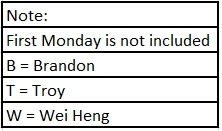 Note:
First Monday is not included
B = Brandon
T = Troy
W = Wei Heng